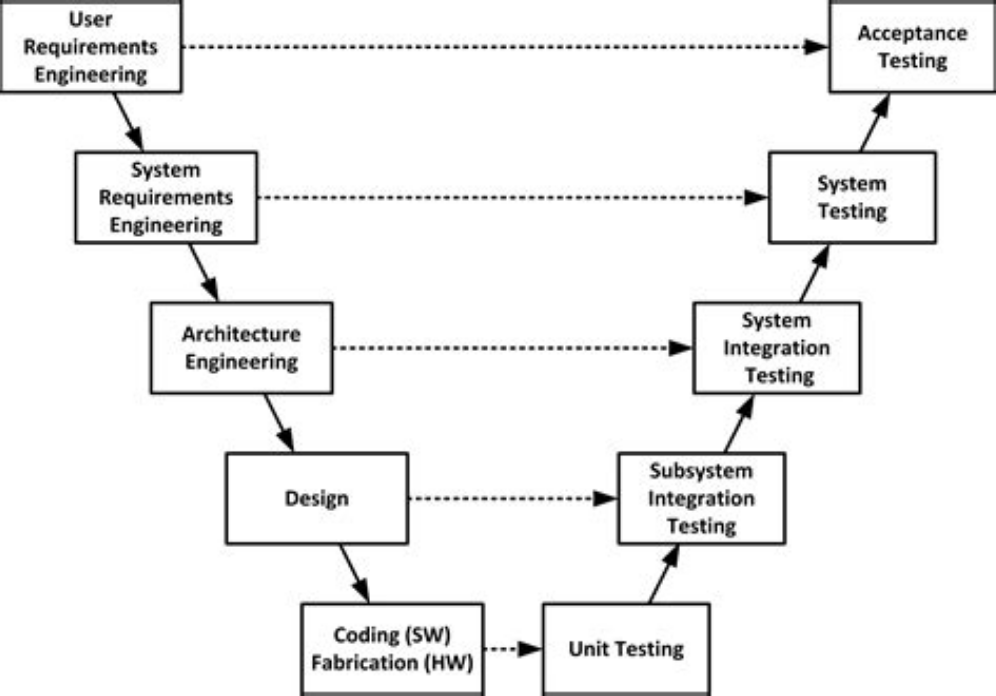 User
Requirements
Engineering
Acceptance
Testing
System
Requirements
Engineering
System
Testing
Architecture
Engineering
System
Integration
Testing
Design
Subsystem
Integration
Testing
Coding (SW)
Fabrication (HW)
Unit Testing